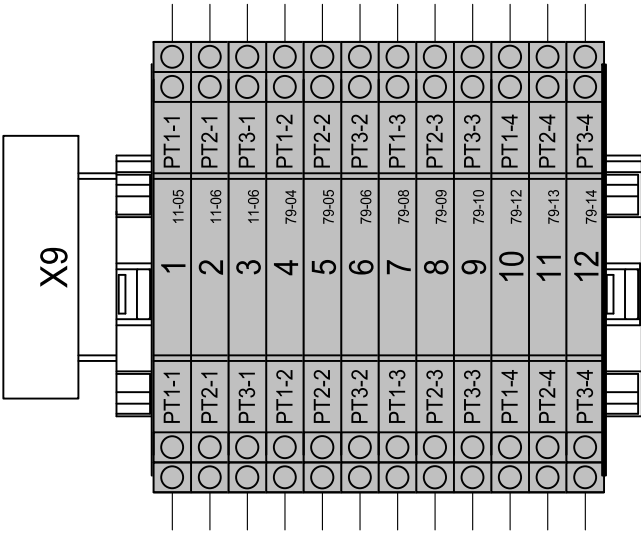 X9
PT1-1 PT2-1 PT3-1 PT1-2 PT2-2 PT3-2 PT1-3 PT2-3 PT3-3 PT1-4 PT2-4 PT3-4
11-05 11-06 11-06 79-04 79-05 79-06 79-08 79-09 79-10 79-12 79-13 79-14
1 2 3 4 5 6 7 8 9 10 11 12
PT1-1 PT2-1 PT3-1 PT1-2 PT2-2 PT3-2 PT1-3 PT2-3 PT3-3 PT1-4 PT2-4 PT3-4